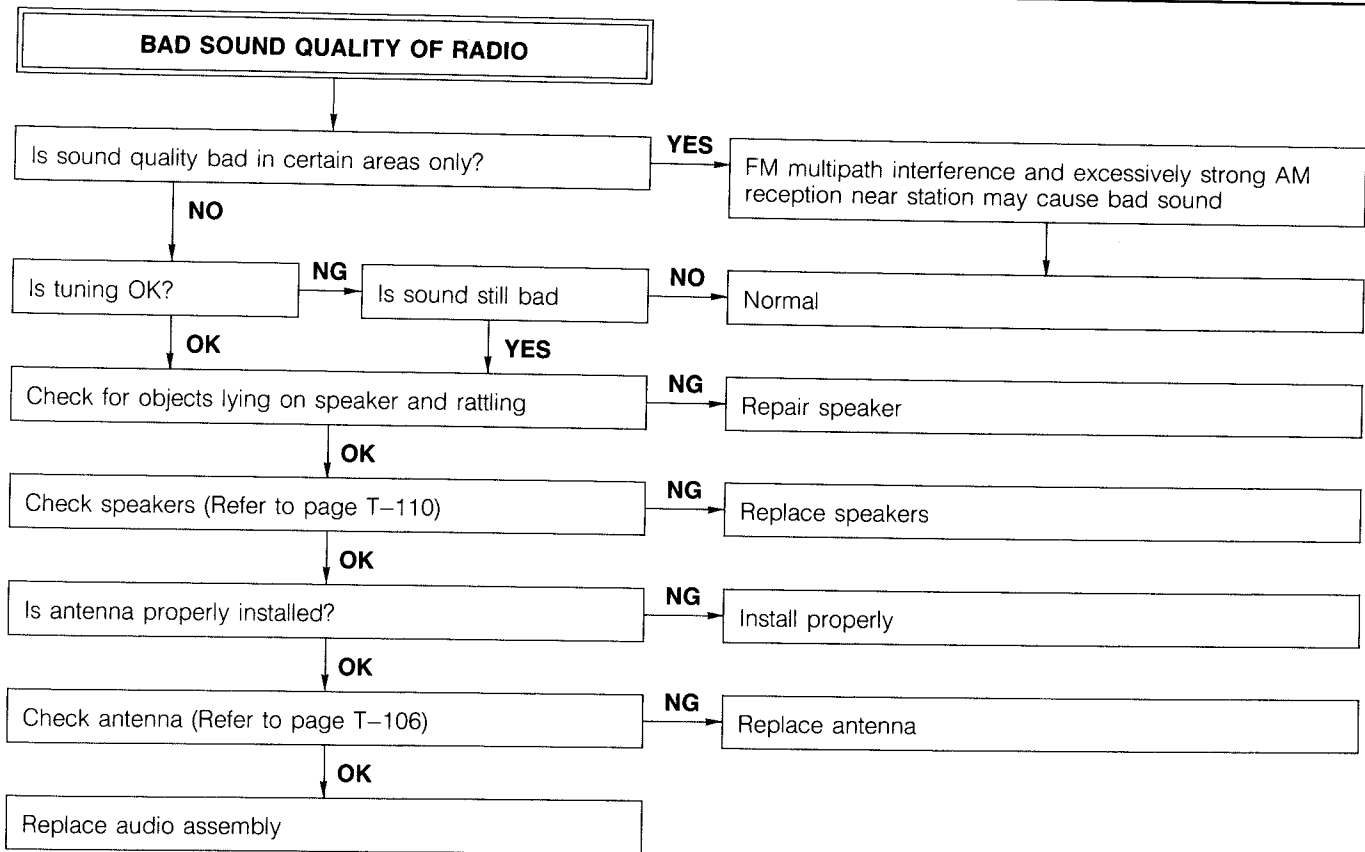 BAD SOUND QUALITY OF RADIO
Is sound quality bad in certain areas only?
YES
FM multipath interference and excessively strong AM
reception near station may cause bad sound
NO
Is tuning OK?
NG
Is sound still bad
NO
Normal
OK
YES
Check for objects lying on speaker and rattling
NG
Repair speaker
OK
Check speakers (Refer to page T–110)
NG
Replace speakers
OK
Is antenna properly installed?
NG
Install properly
OK
Check antenna (Refer to page T–106)
NG
Replace antenna
OK
Replace audio assembly